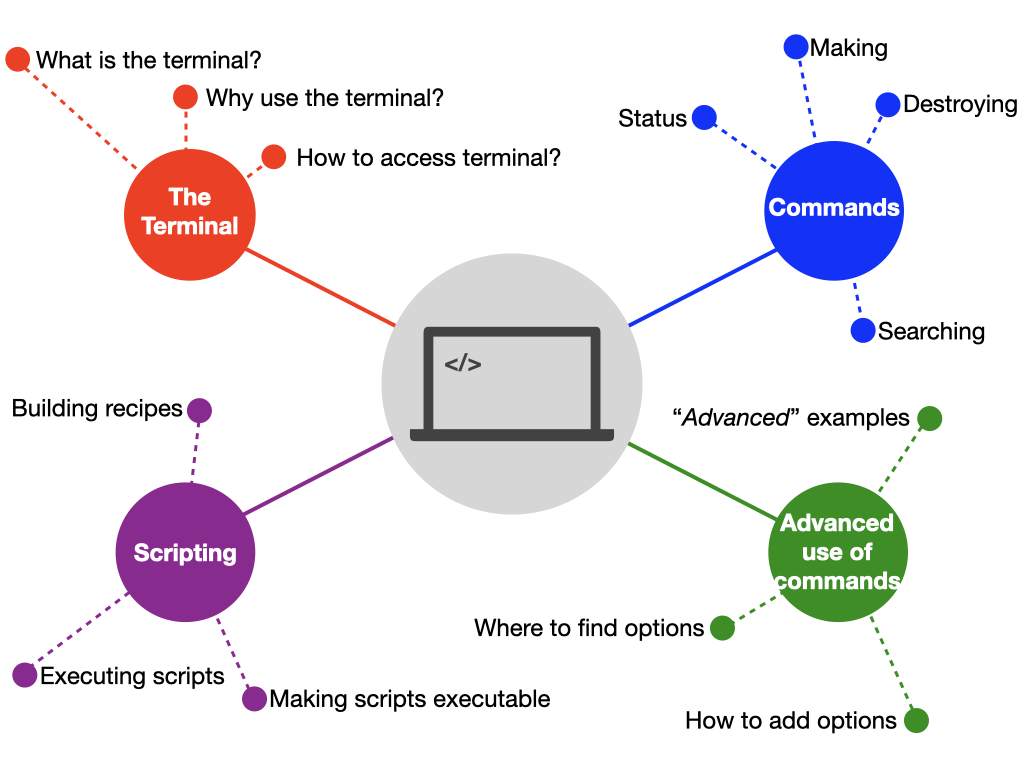 What is the terminal?
Why use the terminal?
How to access terminal?
The
Terminal
Making
Destroying
Status
Commands
Searching
</>
Building recipes
Scripting
Executing scripts
Making scripts executable
“Advanced” examples
Advanced
use of
commands
Where to find options
How to add options